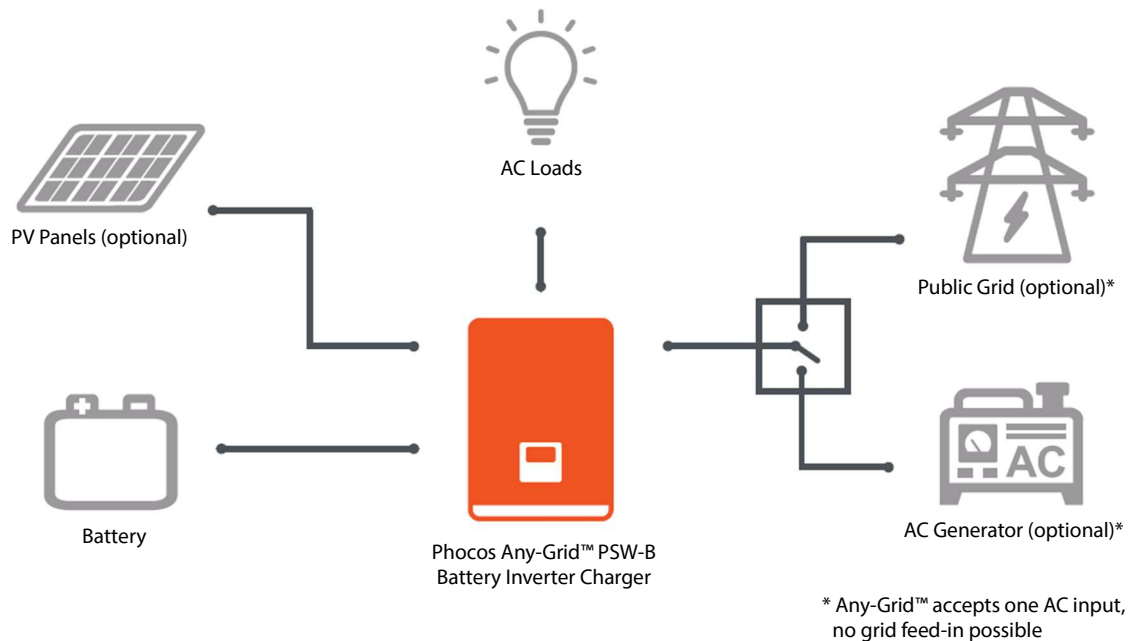 AC Loads
PV Panels (optional)
Public Grid (optional)*
AC
Battery
AC Generator (optional)*
Phocos Any-Grid™ PSW-B
Battery Inverter Charger
* Any-Grid™ accepts one AC input,
no grid feed-in possible